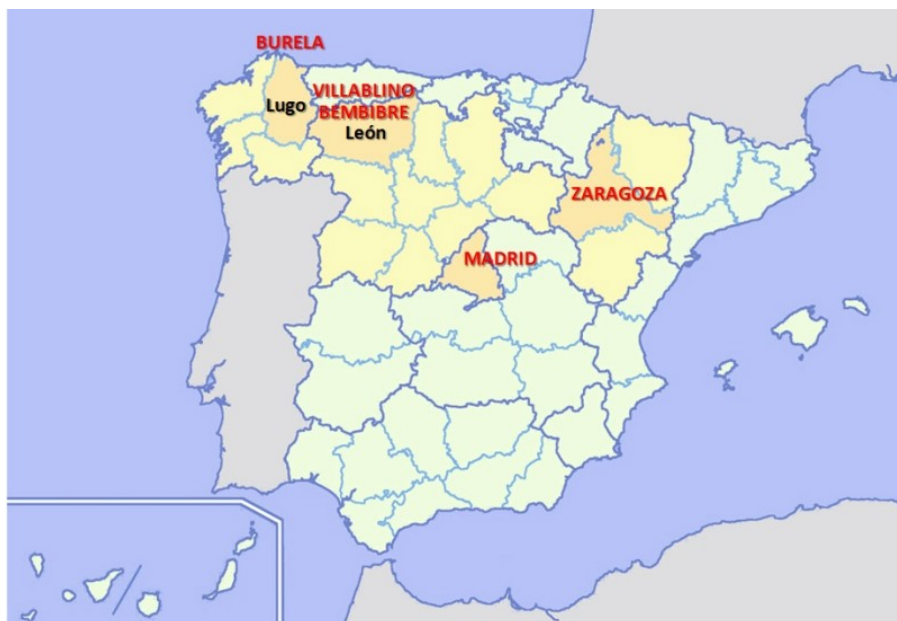 BURELA
VILLABLINO
Lugo
BEMBIBRE
León
ZARAGOZA
MADRID